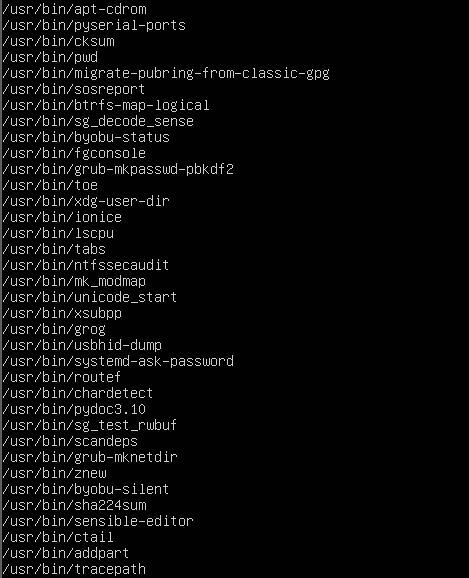 /usr/bin/apt-cdrom
/usr/bin/pyserial-ports
/usr/bin/cksum
/usr/bin/pwd
/usr/bin/migrate-pubring-from-classic-gpg
/usr/bin/sosreport
/usr/bin/btrfs-map-logical
/usr/bin/sg_decode_sense
/usr/bin/byobu-status
/usr/bin/fgconsole
/usr/bin/grub-mkpasswd-pbkdf2
/usr/bin/toe
/usr/bin/xdg-user-dir
/usr/bin/ionice
/usr/bin/lscpu
/usr/bin/tabs
/usr/bin/ntfssecaudit
/usr/bin/mk_modmap
/usr/bin/unicode_start
/usr/bin/xsubpp
/usr/bin/grog
/usr/bin/usbhid-dump
/usr/bin/systemd-ask-password
/usr/bin/routef
/usr/bin/chardetect
/usr/bin/pydoc3.10
/usr/bin/sg_test_rwbuf
/usr/bin/scandeps
/usr/bin/grub-mknetdir
/usr/bin/znew
/usr/bin/byobu-silent
/usr/bin/sha224sum
/usr/bin/sensible-editor
/usr/bin/ctail
/usr/bin/addpart
/usr/bin/tracepath